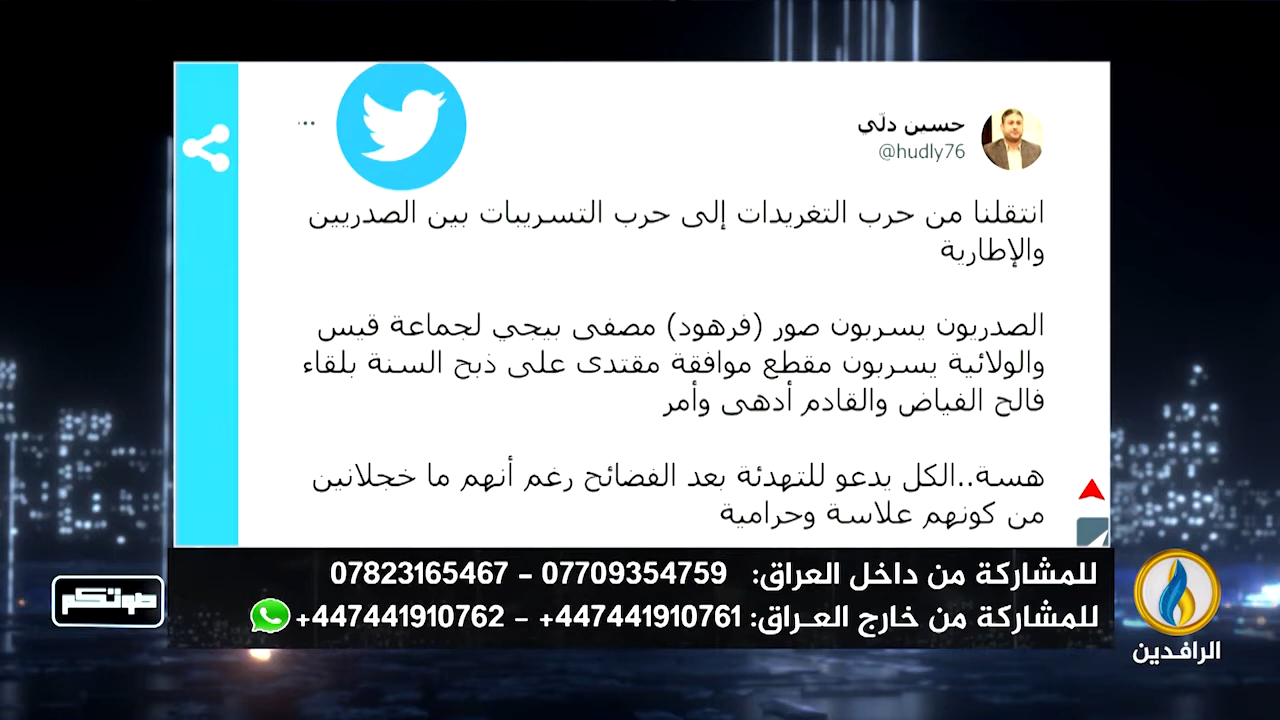 حسين دلّي
@hudly76
انتقلنا من حرب التغريدات إلى حرب التسريبات بين الصدريين
والإطارية
الصدريون يسربون صور (فرهود) مصفى بيجي لجماعة قيس
والولائية يسربون مقطع موافقة مقتدى على ذبح السنة بلقاء
فالح الفياض والقادم أدهى وأمر
هسة..الكل يدعو للتهدئة بعد الفضائح رغم أنهم ما خجلانين
من كونهم علاسة وحرامية
للمشاركة من داخل العراق: 07709354759 - 07823165467
للمشاركة من خارج العـراق: 447441910761+ - 447441910762+
صوتكم
الرافدين